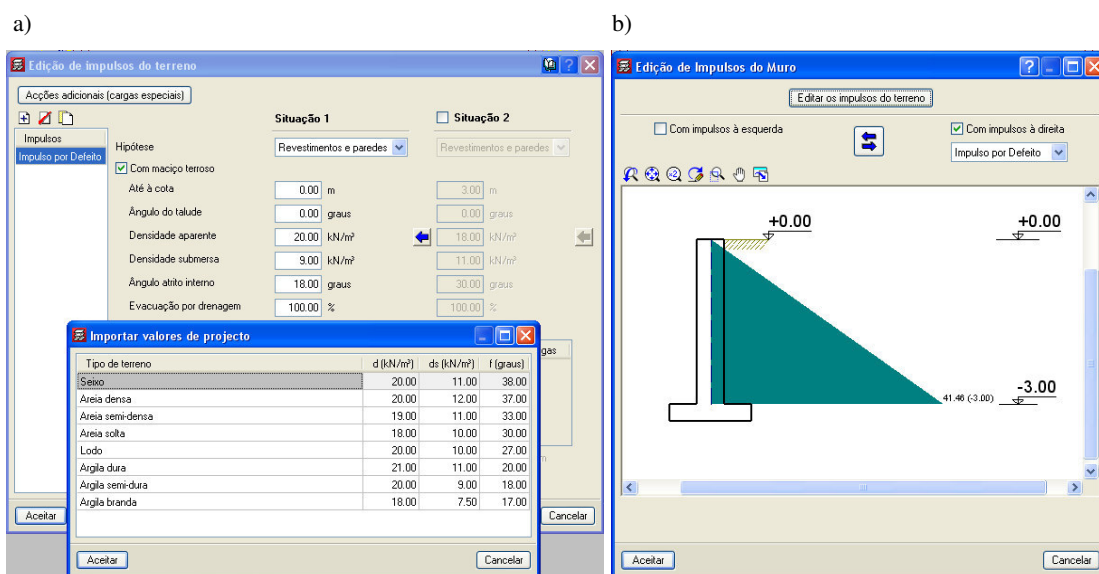 a)
b)
Edição de impulsos do terreno
Acções adicionais (cargas especiais)
Impulsos
Impulso por Defeito
Situação 1
Situação 2
Hipótese
Revestimentos e paredes
Revestimentos e paredes
Com maciço terroso
Até à cota
0.00 m
3.00 m
Ângulo do talude
0.00 graus
0.00 graus
Densidade aparente
20.00 kN/m³
18.00 kN/m³
Densidade submersa
9.00 kN/m³
11.00 kN/m³
Ângulo atrito interno
18.00 graus
30.00 graus
Evacuação por drenagem
100.00 %
100.00 %
Importar valores de projecto
Tipo de terreno d (kN/m³) ds (kN/m³) f (graus)
Seixo 20.00 11.00 38.00
Areia densa 20.00 12.00 37.00
Areia semi-densa 19.00 11.00 33.00
Areia solta 18.00 10.00 30.00
Lodo 20.00 10.00 27.00
Argila dura 21.00 11.00 20.00
Argila semi-dura 20.00 9.00 18.00
Argila branda 18.00 7.50 17.00
Aceitar
Cancelar
Aceitar
Cancelar
Edição de Impulsos do Muro
Editar os impulsos do terreno
Com impulsos à esquerda
Com impulsos à direita
Impulso por Defeito
+0.00
+0.00
41.46 (-3.00)
-3.00
Aceitar
Cancelar